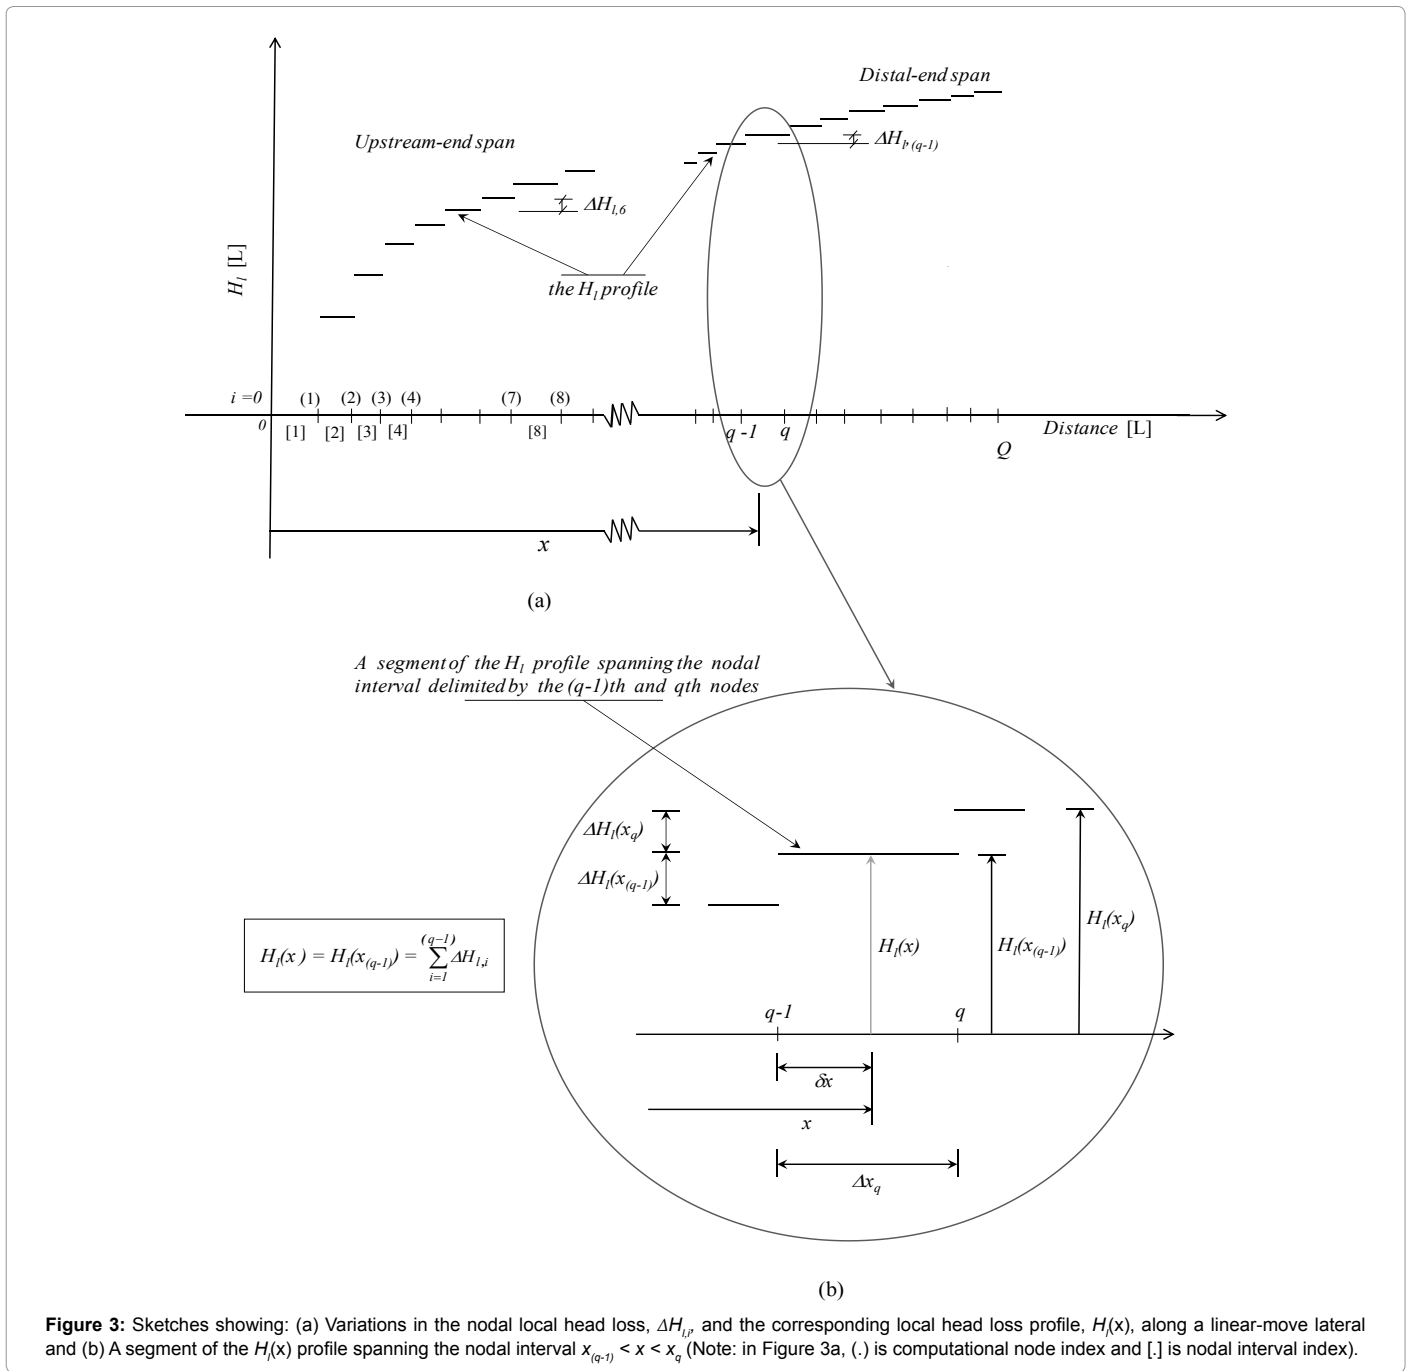 Distal-end span
Upstream-end span
ΔH_{l,(q-1)}
ΔH_{l,6}
H_l [L]
the H_l profile
i =0 (1) (2) (3) (4) (7) (8)
0 [1] [2] [3] [4] [8] q -1 q Distance [L]
Q
x
(a)
A segment of the H_l profile spanning the nodal
interval delimited by the (q-1)th and qth nodes
ΔH_l(x_q)
ΔH_l(x_{(q-1)})
H_l(x) H_l(x_{(q-1)}) H_l(x_q)
H_l(x) = H_l(x_{(q-1)}) = \sum_{i=1}^{(q-1)} ΔH_{l,i}
q-1 q
δx
x
Δx_q
(b)
Figure 3: Sketches showing: (a) Variations in the nodal local head loss, ΔH_{l,i}, and the corresponding local head loss profile, H_l(x), along a linear-move lateral
and (b) A segment of the H_l(x) profile spanning the nodal interval x_{(q-1)} < x < x_q (Note: in Figure 3a, (.) is computational node index and [.] is nodal interval index).